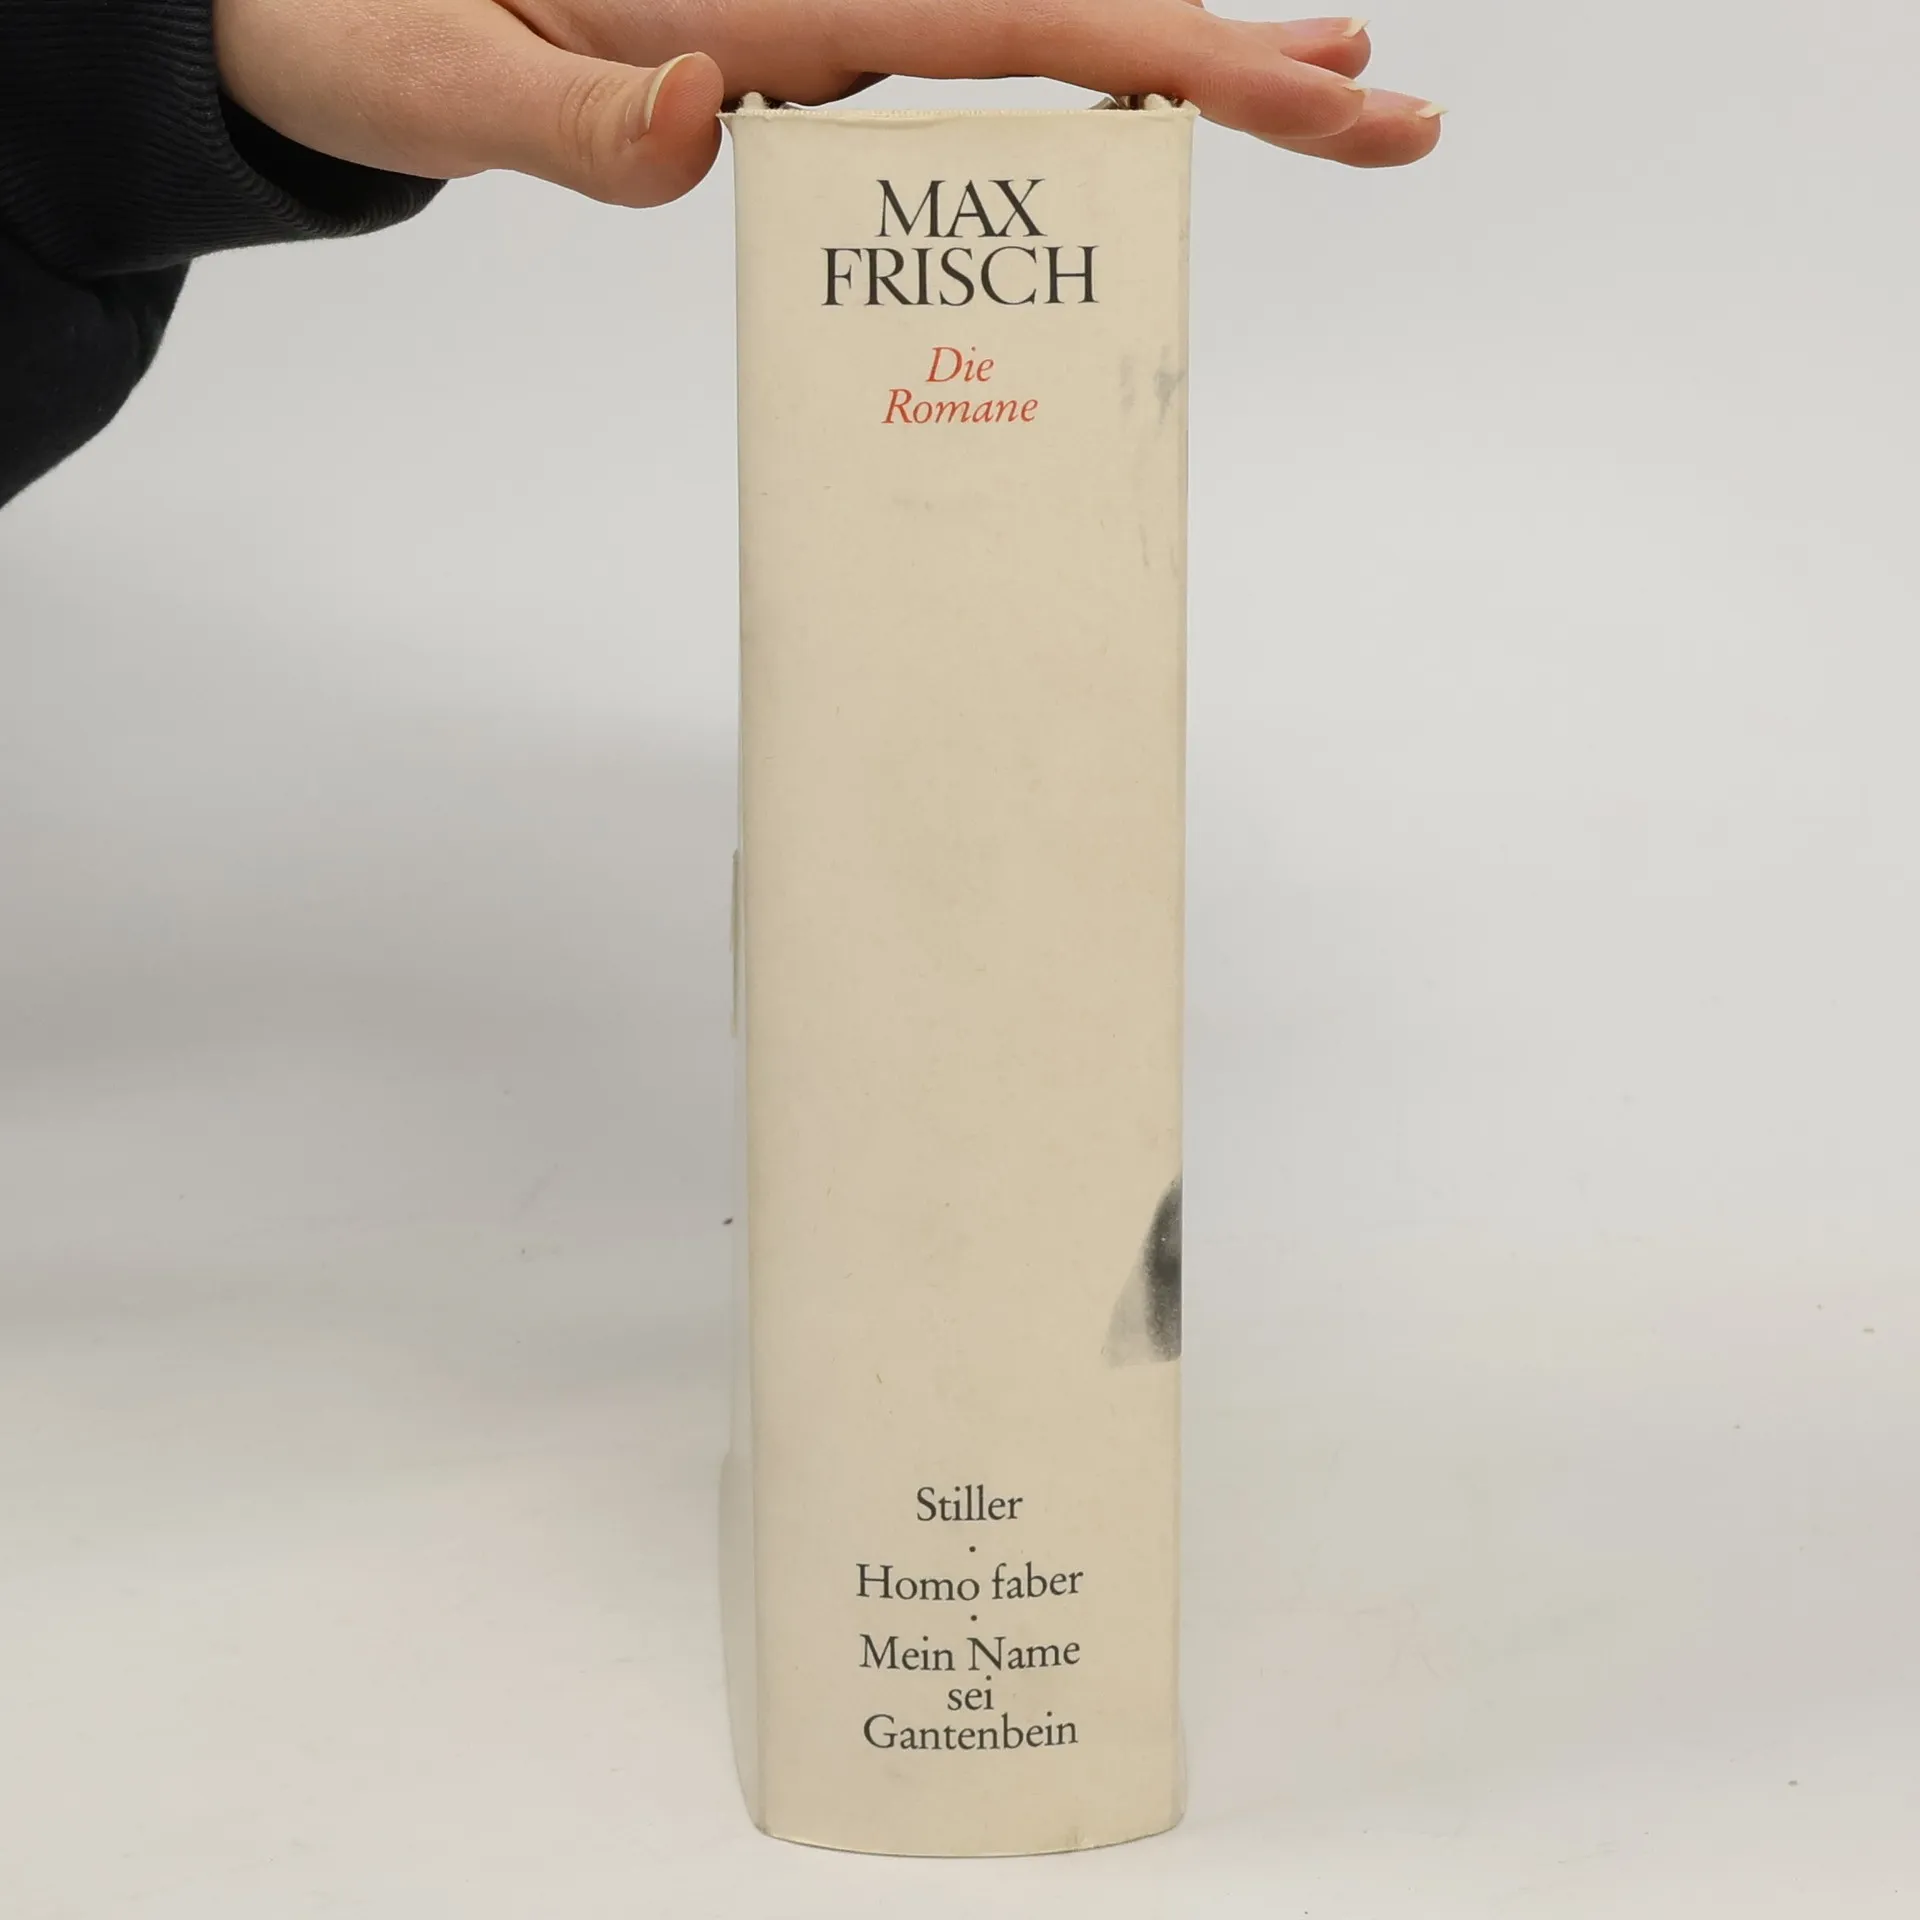 MAX
FRISCH
Die
Romane
Stiller
·
Homo faber
·
Mein Name
sei
Gantenbein